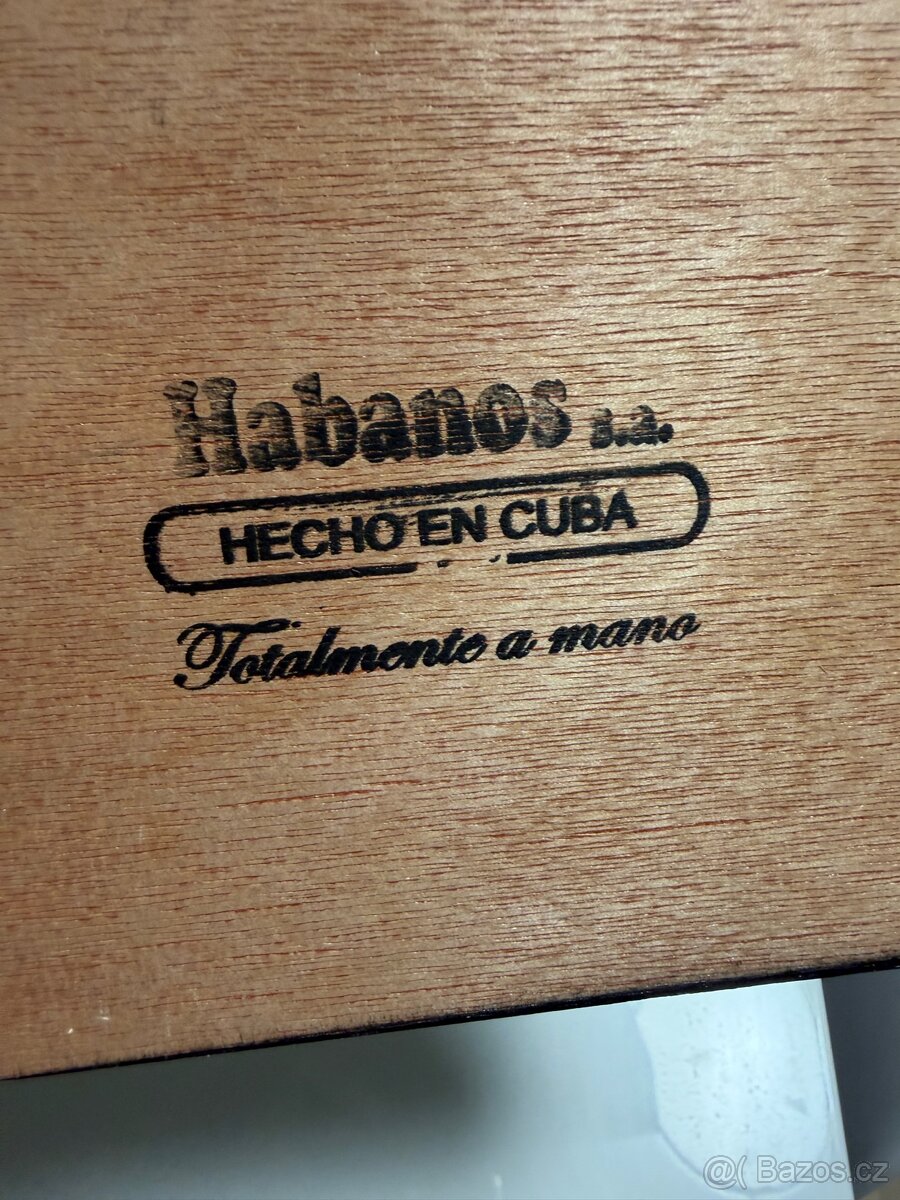 Habanos s.a.
HECHO EN CUBA
Totalmente a mano
@( Bazos.cz